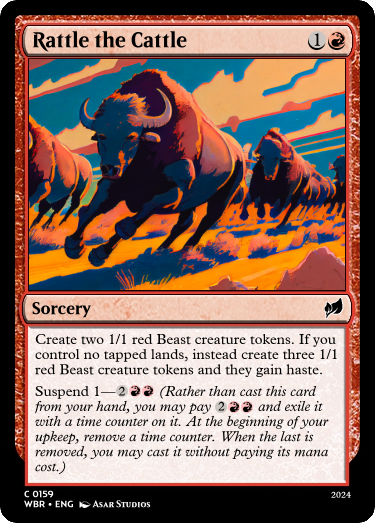 Rattle the Cattle 1
Sorcery
Create two 1/1 red Beast creature tokens. If you
control no tapped lands, instead create three 1/1
red Beast creature tokens and they gain haste.
Suspend 1—2 (Rather than cast this card
from your hand, you may pay 2 and exile it
with a time counter on it. At the beginning of your
upkeep, remove a time counter. When the last is
removed, you may cast it without paying its mana
cost.)
C 0159 2024
WBR • ENG Asar Studios